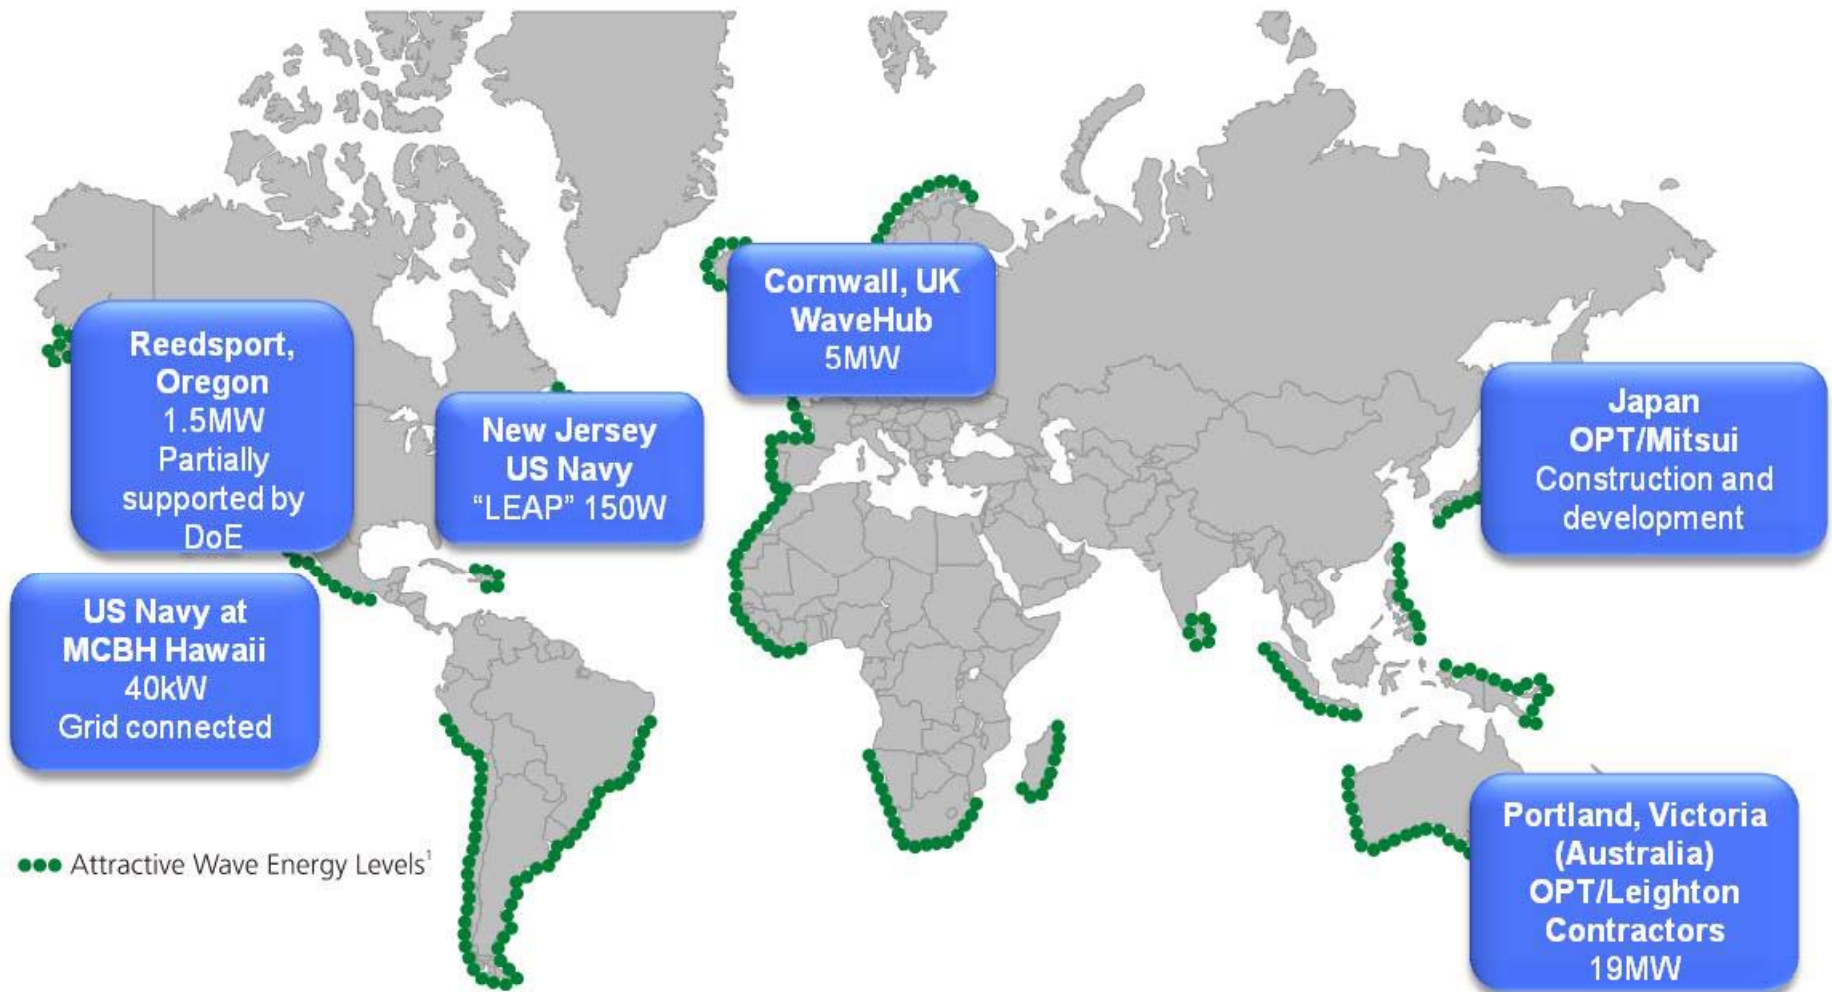 Cornwall, UK
WaveHub
5MW
Reedsport,
Oregon
1.5MW
Partially
supported by
DoE
New Jersey
US Navy
“LEAP” 150W
Japan
OPT/Mitsui
Construction and
development
US Navy at
MCBH Hawaii
40kW
Grid connected
Portland, Victoria
(Australia)
OPT/Leighton
Contractors
19MW
Attractive Wave Energy Levels¹